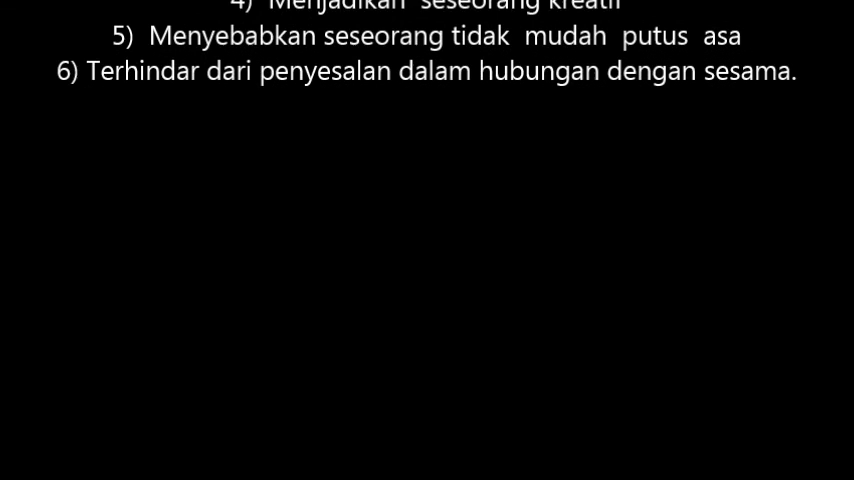 4) Menjadikan seseorang kreatif
5) Menyebabkan seseorang tidak mudah putus asa
6) Terhindar dari penyesalan dalam hubungan dengan sesama.